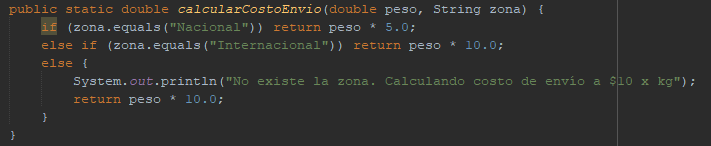 public static double calcularCostoEnvio(double peso, String zona) {
if (zona.equals("Nacional")) return peso * 5.0;
else if (zona.equals("Internacional")) return peso * 10.0;
else {
System.out.println("No existe la zona. Calculando costo de envío a $10 x kg");
return peso * 10.0;
}
}